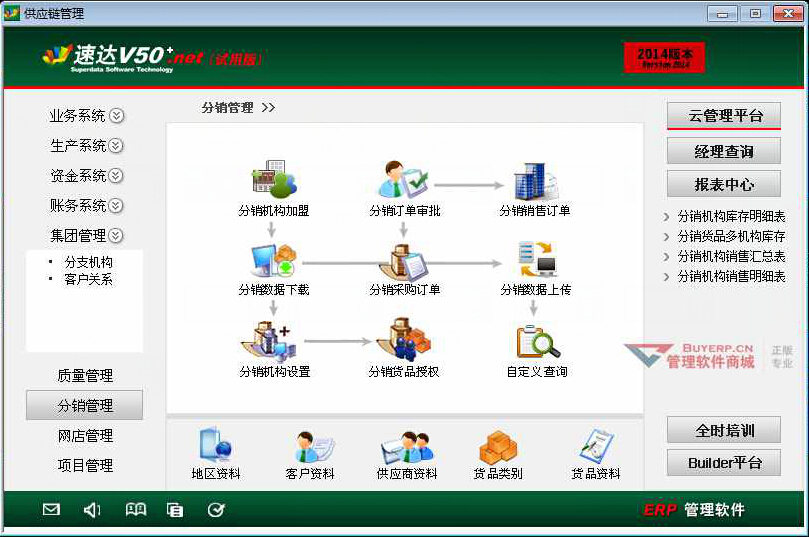 供应链管理
速达V50+.net (试用版)
Superdata Software Technology
2014版本
Version 2014
业务系统
生产系统
资金系统
账务系统
集团管理
分支机构
客户关系
质量管理
分销管理
网店管理
项目管理
分销管理 >>
分销机构加盟
分销订单审批
分销销售订单
分销数据下载
分销采购订单
分销数据上传
分销机构设置
分销货品授权
自定义查询
地区资料
客户资料
供应商资料
货品类别
货品资料
云管理平台
经理查询
报表中心
分销机构库存明细表
分销货品多机构库存
分销机构销售汇总表
分销机构销售明细表
BUYERP.CN
管理软件商城
正版
专业
全时培训
Builder平台
ERP 管理软件